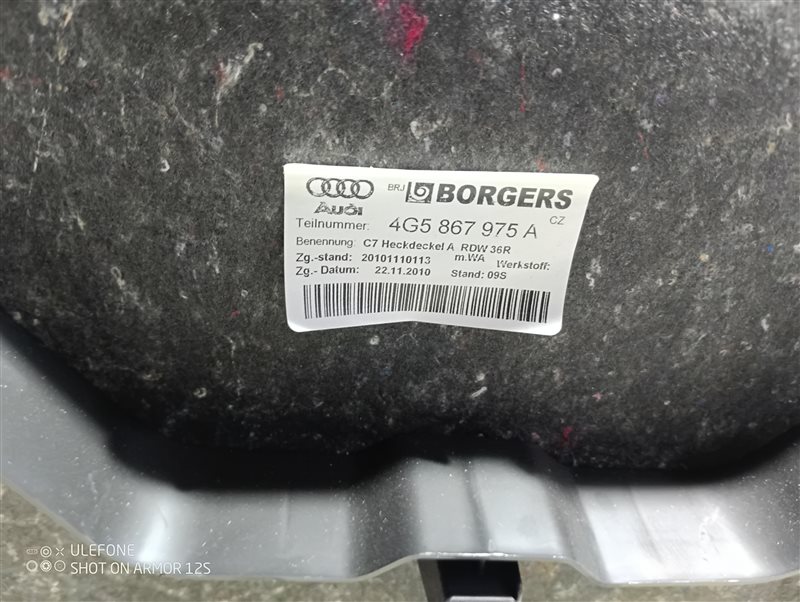 BRJ BORGERS
Audi CZ
Teilnummer: 4G5 867 975 A
Benennung: C7 Heckdeckel A RDW 36R
Zg.-stand: 20101110113 m.WA Werkstoff:
Zg.- Datum: 22.11.2010 Stand: 09S
ULEFONE
SHOT ON ARMOR 12S